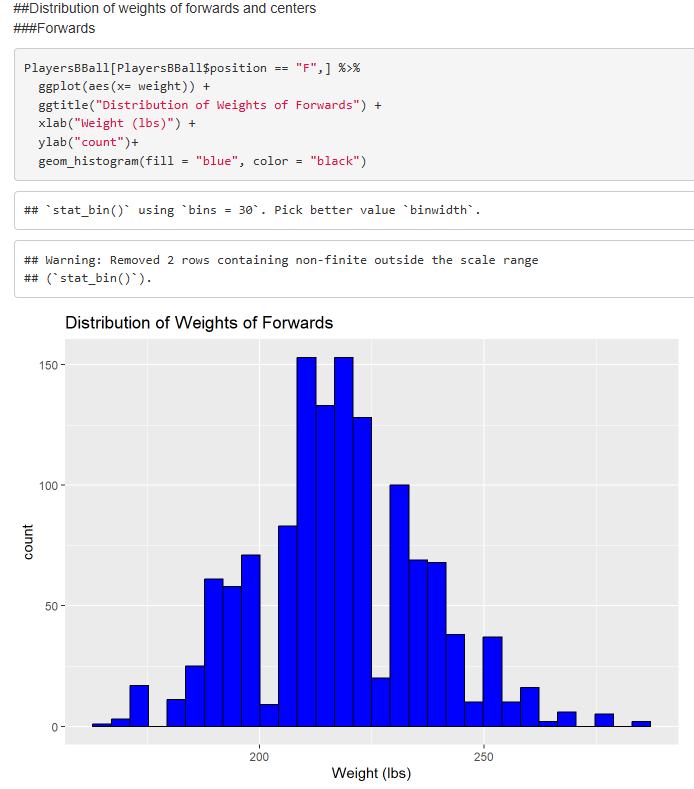 ##Distribution of weights of forwards and centers
###Forwards
PlayersBBall[PlayersBBall$position == "F",] %>%
  ggplot(aes(x= weight)) +
  ggtitle("Distribution of Weights of Forwards") +
  xlab("Weight (lbs)") +
  ylab("count")+
  geom_histogram(fill = "blue", color = "black")
## `stat_bin()` using `bins = 30`. Pick better value `binwidth`.
## Warning: Removed 2 rows containing non-finite outside the scale range
## (`stat_bin()`).
Distribution of Weights of Forwards
150
100
50
0
count
200 250
Weight (lbs)